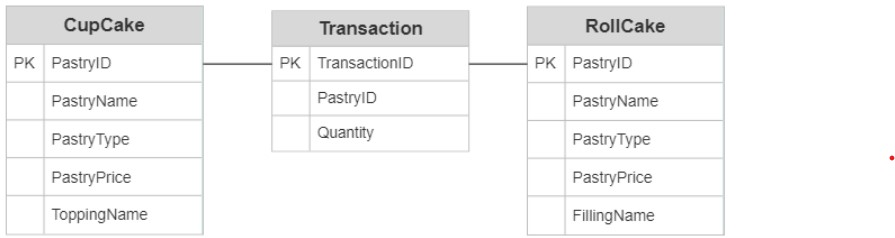 CupCake
PK PastryID
PastryName
PastryType
PastryPrice
ToppingName
Transaction
PK TransactionID
PastryID
Quantity
RollCake
PK PastryID
PastryName
PastryType
PastryPrice
FillingName